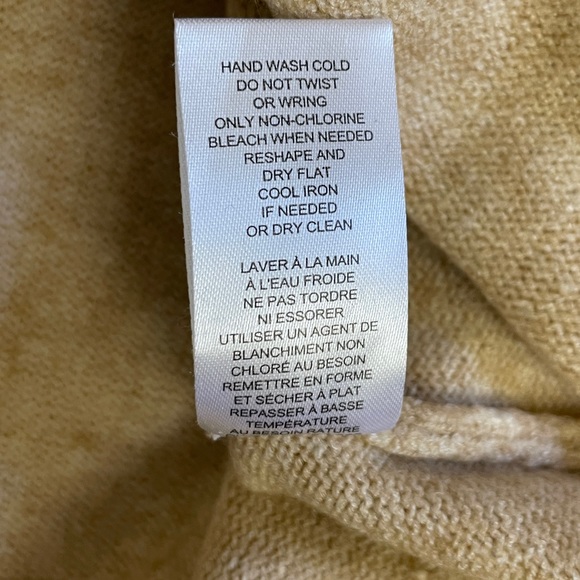 HAND WASH COLD
DO NOT TWIST
OR WRING
ONLY NON-CHLORINE
BLEACH WHEN NEEDED
RESHAPE AND
DRY FLAT
COOL IRON
IF NEEDED
OR DRY CLEAN
LAVER À LA MAIN
À L'EAU FROIDE
NE PAS TORDRE
NI ESSORER
UTILISER UN AGENT DE
BLANCHIMENT NON
CHLORÉ AU BESOIN
REMETTRE EN FORME
ET SÉCHER À PLAT
REPASSER À BASSE
TEMPÉRATURE
AU BESOIN